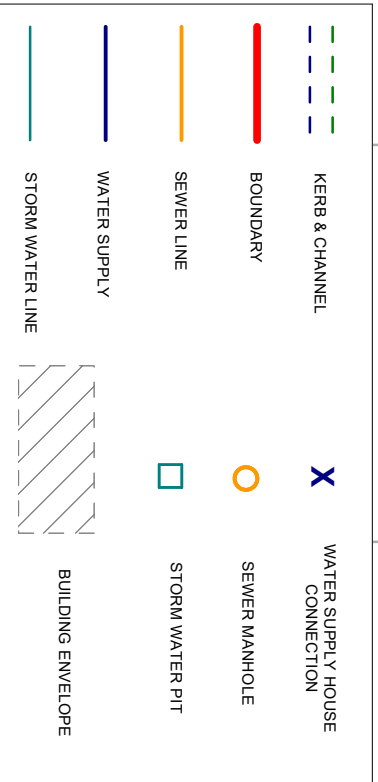 KERB & CHANNEL
BOUNDARY
SEWER LINE
WATER SUPPLY
STORM WATER LINE
X
WATER SUPPLY HOUSE
CONNECTION
SEWER MANHOLE
STORM WATER PIT
BUILDING ENVELOPE